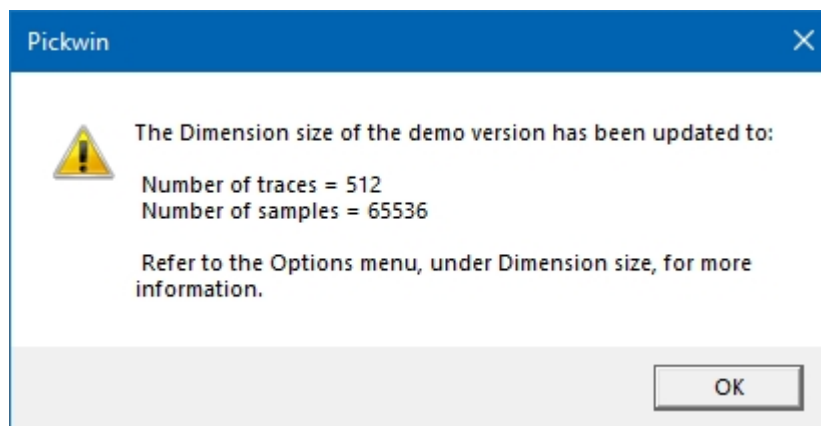 Pickwin
The Dimension size of the demo version has been updated to:
Number of traces = 512
Number of samples = 65536
Refer to the Options menu, under Dimension size, for more
information.
OK